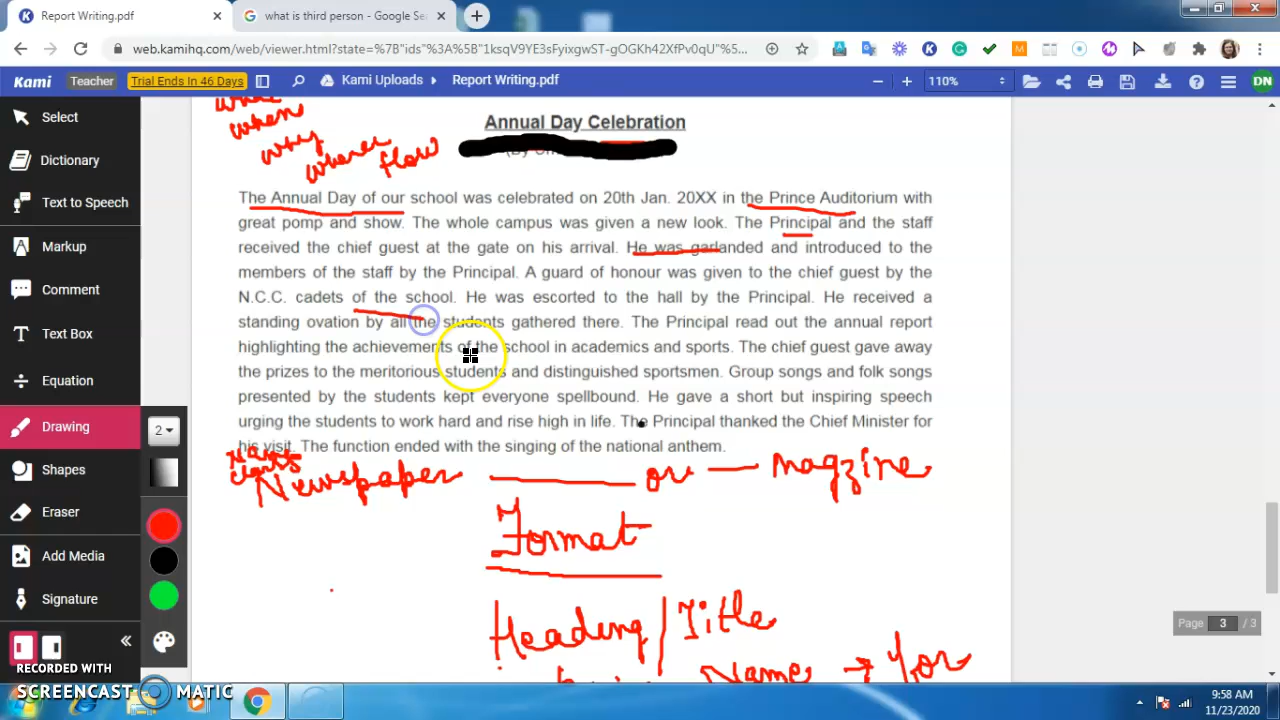 Report Writing.pdf
what is third person - Google Se
web.kamihq.com/web/viewer.html?state=%7B"ids"%3A%5B"1ksqV9YE3sFyixgwST-gOGKh42XfPv0qU"%...
Kami Teacher Trial Ends In 46 Days Kami Uploads Report Writing.pdf 110% DN
Select
Dictionary
Text to Speech
Markup
Comment
Text Box
Equation
Drawing
2
Shapes
Eraser
Add Media
Signature
when
why
where
Annual Day Celebration
The Annual Day of our school was celebrated on 20th Jan. 20XX in the Prince Auditorium with
great pomp and show. The whole campus was given a new look. The Principal and the staff
received the chief guest at the gate on his arrival. He was garlanded and introduced to the
members of the staff by the Principal. A guard of honour was given to the chief guest by the
N.C.C. cadets of the school. He was escorted to the hall by the Principal. He received a
standing ovation by all the students gathered there. The Principal read out the annual report
highlighting the achievements of the school in academics and sports. The chief guest gave away
the prizes to the meritorious students and distinguished sportsmen. Group songs and folk songs
presented by the students kept everyone spellbound. He gave a short but inspiring speech
urging the students to work hard and rise high in life. The Principal thanked the Chief Minister for
his visit. The function ended with the singing of the national anthem.
Newspaper or magzine
Format
Heading/Title
Name
Page 3 / 3
RECORDED WITH
SCREENCAST MATIC
9:58 AM
11/23/2020